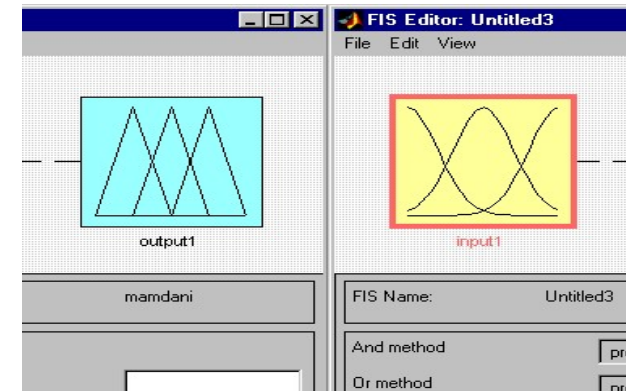 FIS Editor: Untitled3
File Edit View
output1
input1
mamdani
FIS Name: Untitled3
And method
Or method